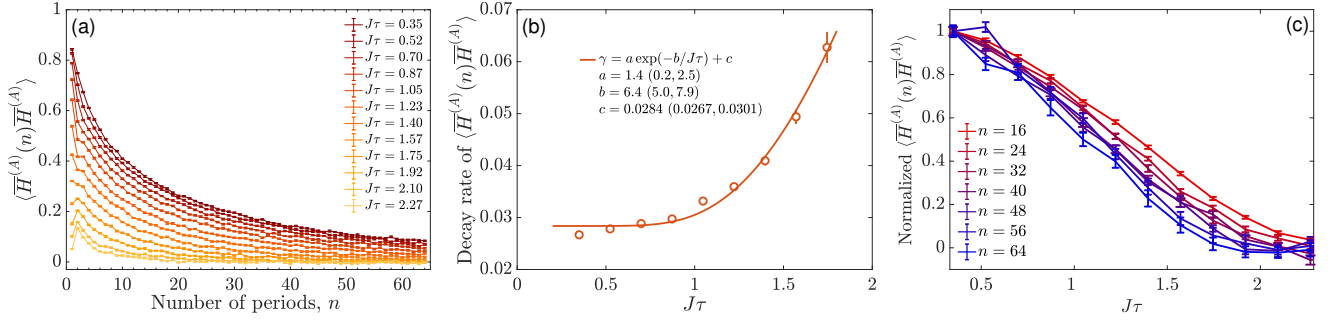 (a)
⟨H̅^(A)(n)H̅^(A)⟩
1
0.8
0.6
0.4
0.2
0
0 10 20 30 40 50 60
Number of periods, n
Jτ = 0.35
Jτ = 0.52
Jτ = 0.70
Jτ = 0.87
Jτ = 1.05
Jτ = 1.23
Jτ = 1.40
Jτ = 1.57
Jτ = 1.75
Jτ = 1.92
Jτ = 2.10
Jτ = 2.27
(b)
Decay rate of ⟨H̅^(A)(n)H̅^(A)⟩
0.07
0.06
0.05
0.04
0.03
0.02
0 0.5 1 1.5 2
Jτ
γ = a exp(−b/Jτ) + c
a = 1.4 (0.2, 2.5)
b = 6.4 (5.0, 7.9)
c = 0.0284 (0.0267, 0.0301)
(c)
Normalized ⟨H̅^(A)(n)H̅^(A)⟩
1
0.8
0.6
0.4
0.2
0
0.5 1 1.5 2
Jτ
n = 16
n = 24
n = 32
n = 40
n = 48
n = 56
n = 64